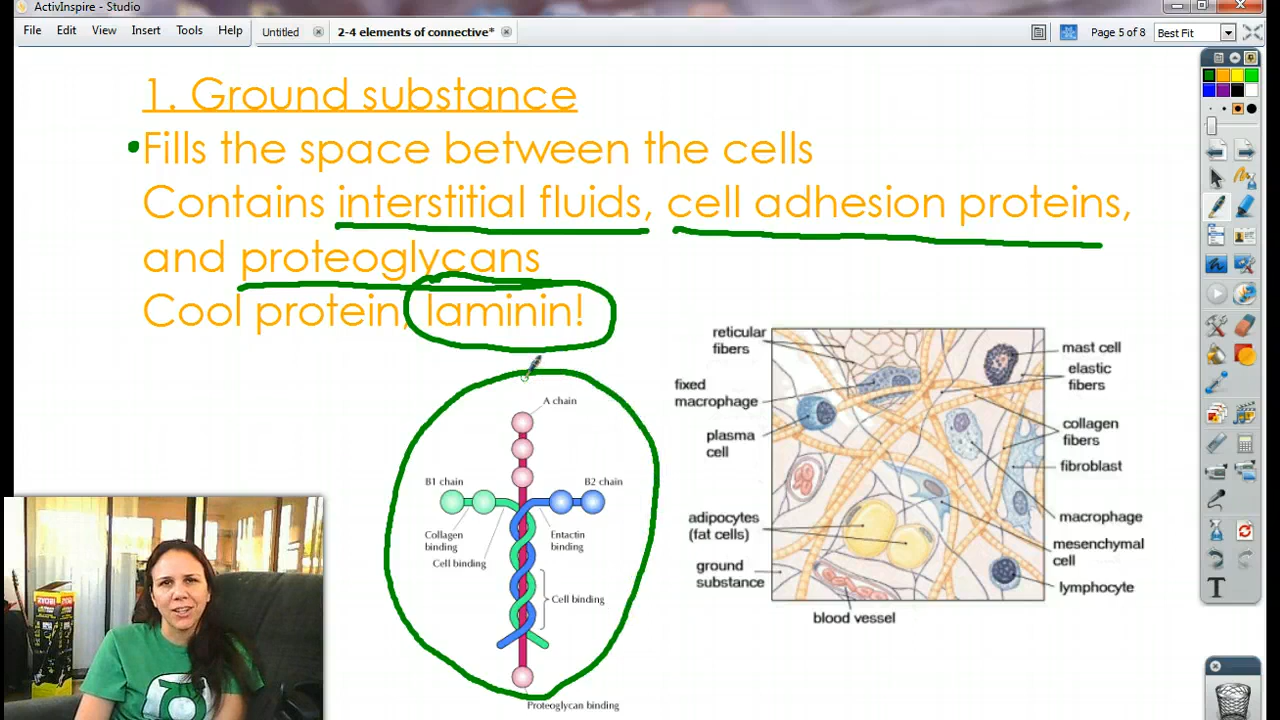 ActivInspire - Studio
File Edit View Insert Tools Help Untitled 2-4 elements of connective* Page 5 of 8 Best Fit
1. Ground substance
Fills the space between the cells
Contains interstitial fluids, cell adhesion proteins,
and proteoglycans
Cool protein, laminin!
A chain
B1 chain
B2 chain
Collagen
binding
Entactin
binding
Cell binding
Cell binding
Proteoglycan binding
reticular
fibers
fixed
macrophage
plasma
cell
adipocytes
(fat cells)
ground
substance
blood vessel
mast cell
elastic
fibers
collagen
fibers
fibroblast
macrophage
mesenchymal
cell
lymphocyte
T
RYOBI